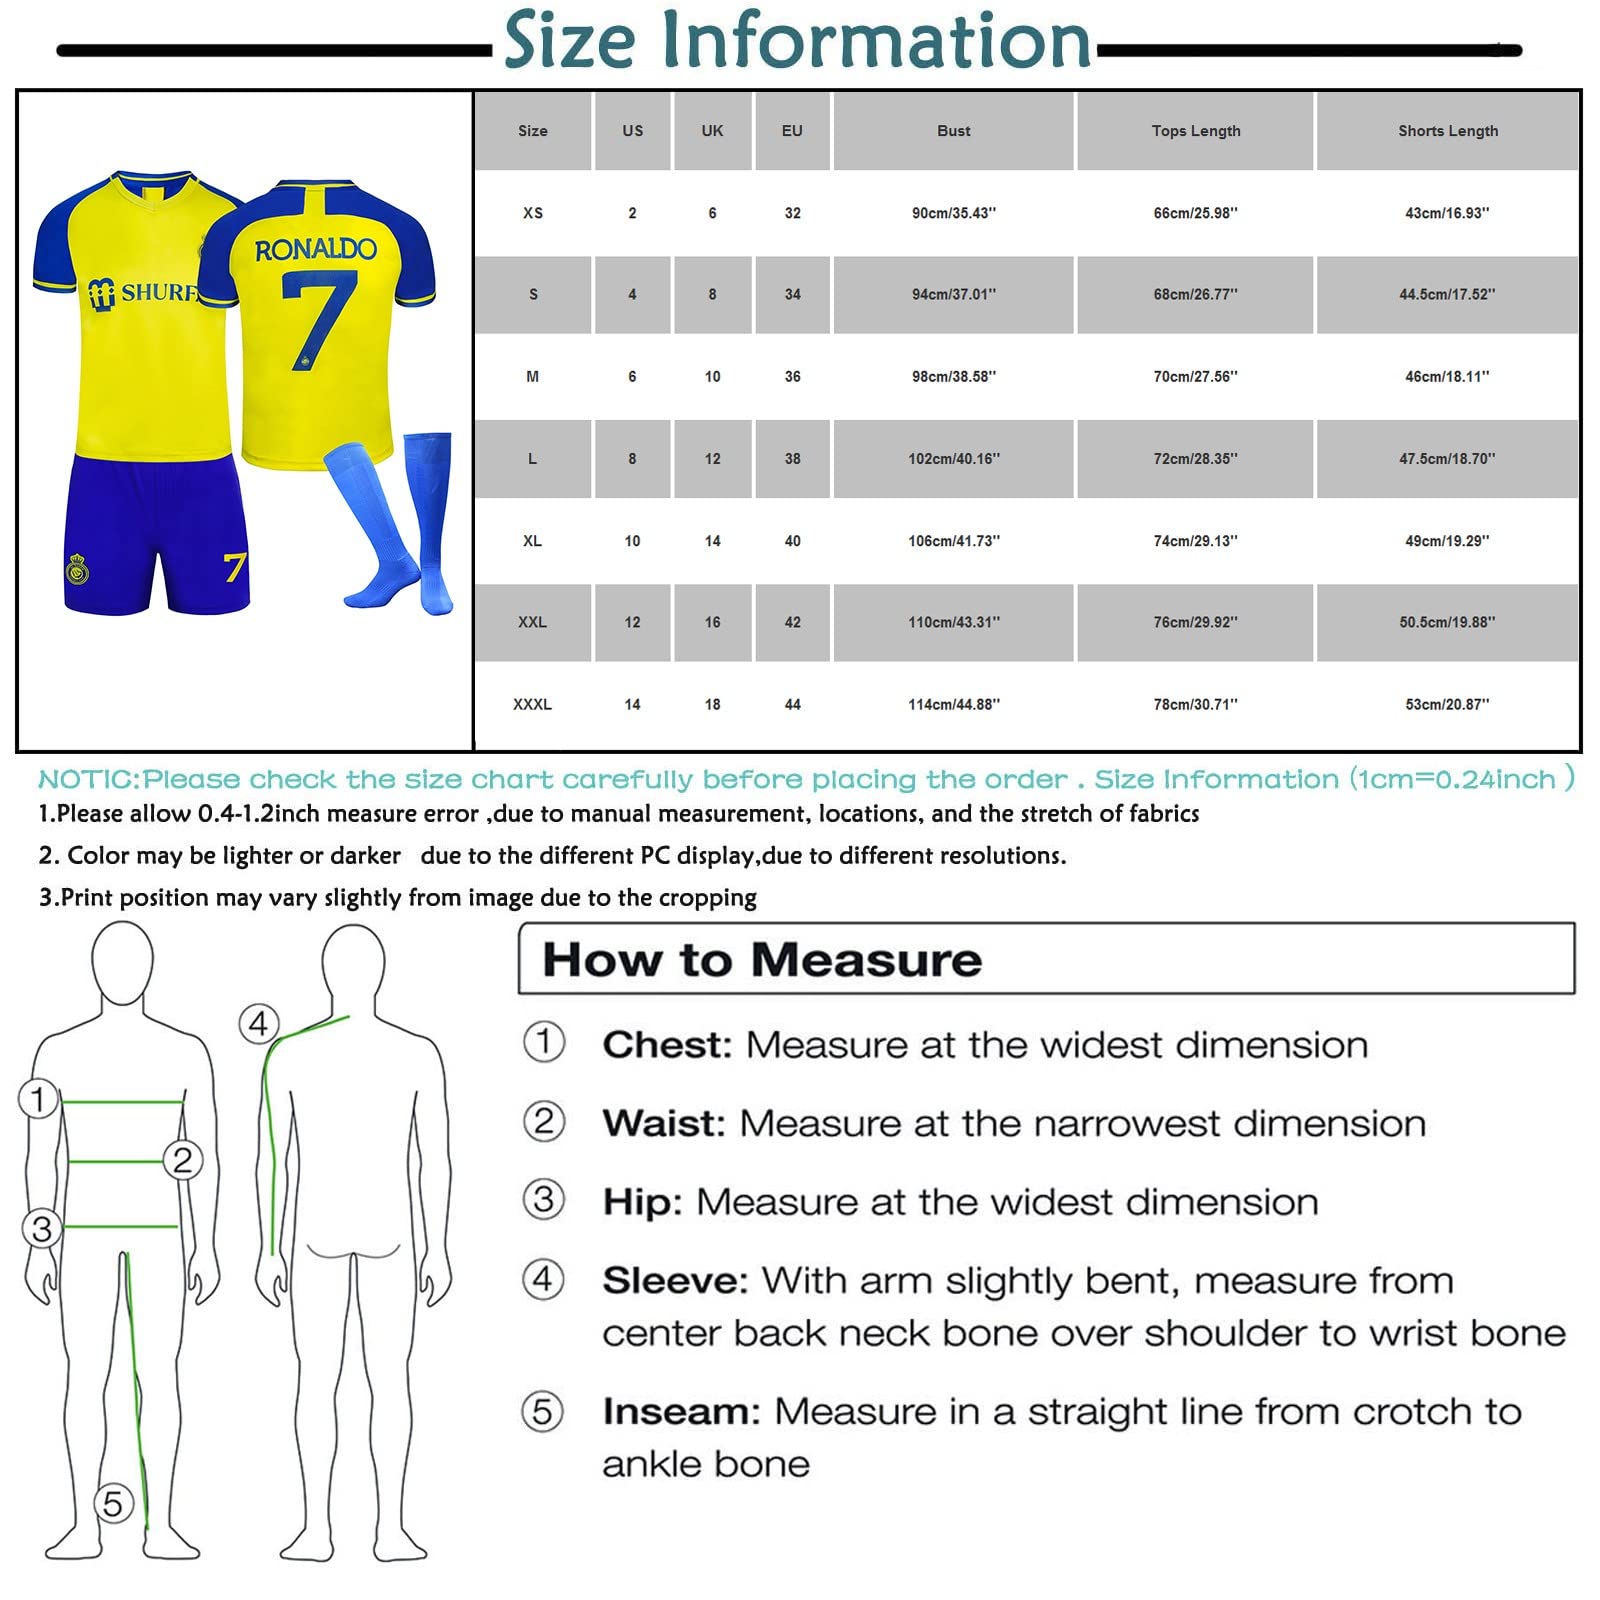 Size Information
Size US UK EU Bust Tops Length Shorts Length
XS 2 6 32 90cm/35.43'' 66cm/25.98'' 43cm/16.93''
S 4 8 34 94cm/37.01'' 68cm/26.77'' 44.5cm/17.52''
M 6 10 36 98cm/38.58'' 70cm/27.56'' 46cm/18.11''
L 8 12 38 102cm/40.16'' 72cm/28.35'' 47.5cm/18.70''
XL 10 14 40 106cm/41.73'' 74cm/29.13'' 49cm/19.29''
XXL 12 16 42 110cm/43.31'' 76cm/29.92'' 50.5cm/19.88''
XXXL 14 18 44 114cm/44.88'' 78cm/30.71'' 53cm/20.87''
RONALDO
7
SHURF
7
NOTIC:Please check the size chart carefully before placing the order . Size Information (1cm=0.24inch )
1.Please allow 0.4-1.2inch measure error ,due to manual measurement, locations, and the stretch of fabrics
2. Color may be lighter or darker due to the different PC display,due to different resolutions.
3.Print position may vary slightly from image due to the cropping
1
2
3
4
5
How to Measure
1 Chest: Measure at the widest dimension
2 Waist: Measure at the narrowest dimension
3 Hip: Measure at the widest dimension
4 Sleeve: With arm slightly bent, measure from
center back neck bone over shoulder to wrist bone
5 Inseam: Measure in a straight line from crotch to
ankle bone